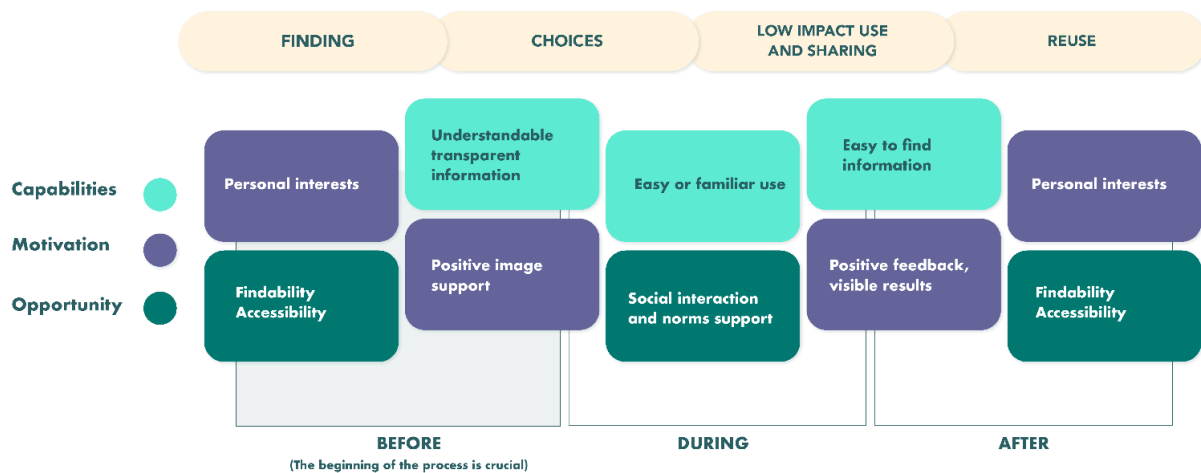 FINDING
CHOICES
LOW IMPACT USE
AND SHARING
REUSE
Capabilities
Motivation
Opportunity
Personal interests
Findability
Accessibility
Understandable
transparent
information
Positive image
support
Easy or familiar use
Social interaction
and norms support
Easy to find
information
Positive feedback,
visible results
Personal interests
Findability
Accessibility
BEFORE
(The beginning of the process is crucial)
DURING
AFTER